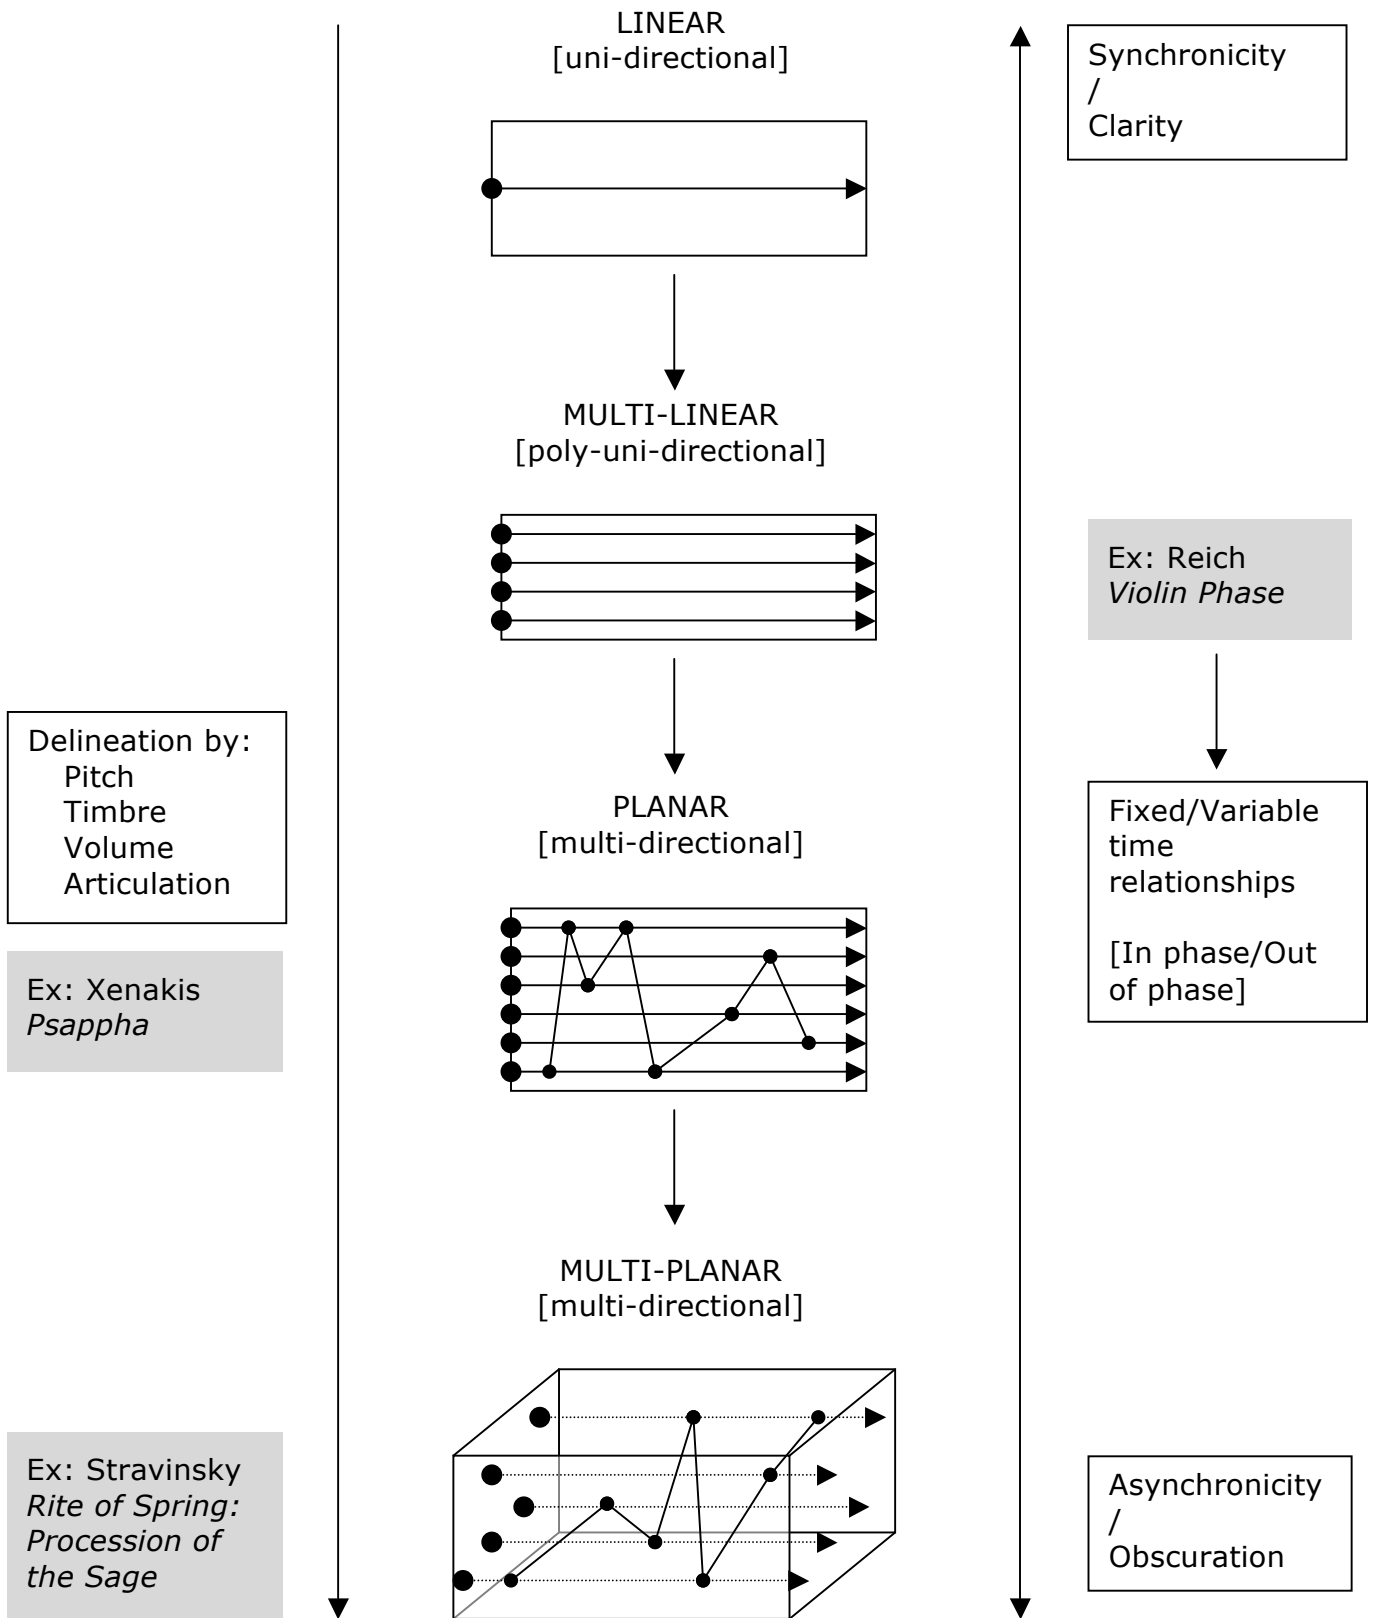 LINEAR
[uni-directional]
Synchronicity
/
Clarity
MULTI-LINEAR
[poly-uni-directional]
Ex: Reich
Violin Phase
Delineation by:
Pitch
Timbre
Volume
Articulation
PLANAR
[multi-directional]
Fixed/Variable
time
relationships
[In phase/Out
of phase]
Ex: Xenakis
Psappha
MULTI-PLANAR
[multi-directional]
Ex: Stravinsky
Rite of Spring:
Procession of
the Sage
Asynchronicity
/
Obscuration